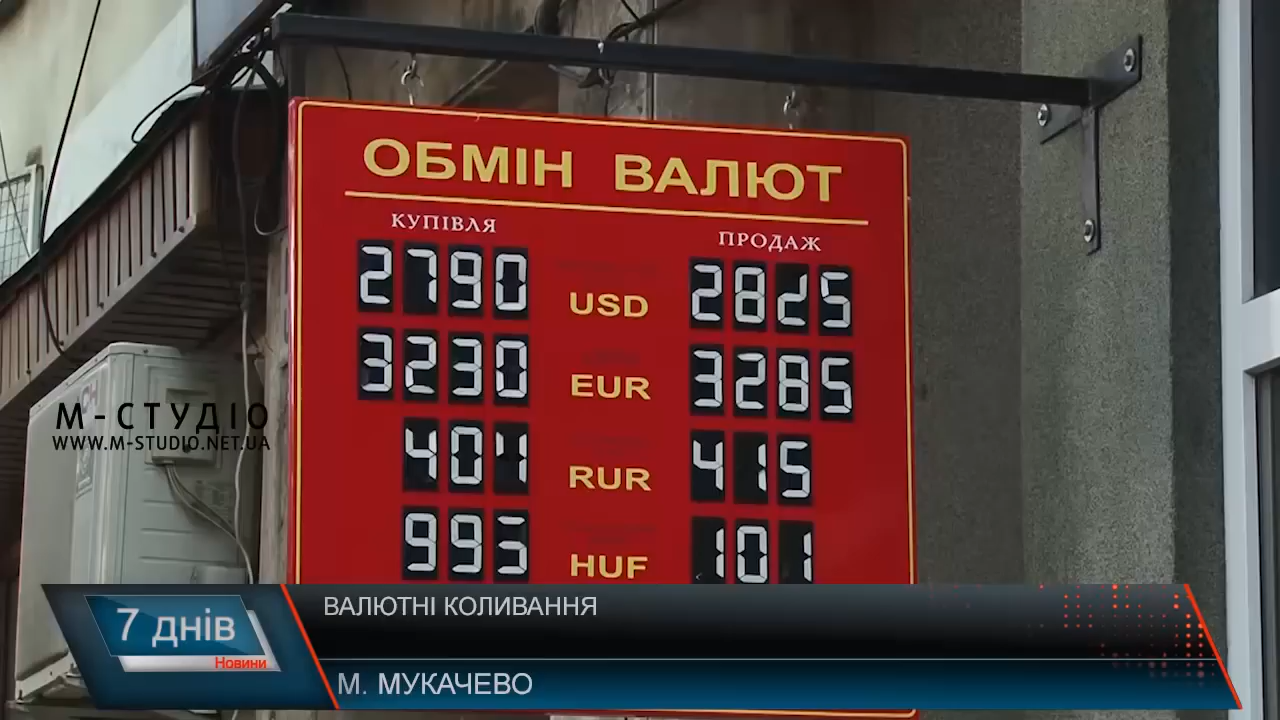 ОБМІН ВАЛЮТ
КУПІВЛЯ ПРОДАЖ
2790 USD 2825
3230 EUR 3285
407 RUR 415
993 HUF 101
М-СТУДІО
WWW.M-STUDIO.NET.UA
7 днів
Новини
ВАЛЮТНІ КОЛИВАННЯ
М. МУКАЧЕВО